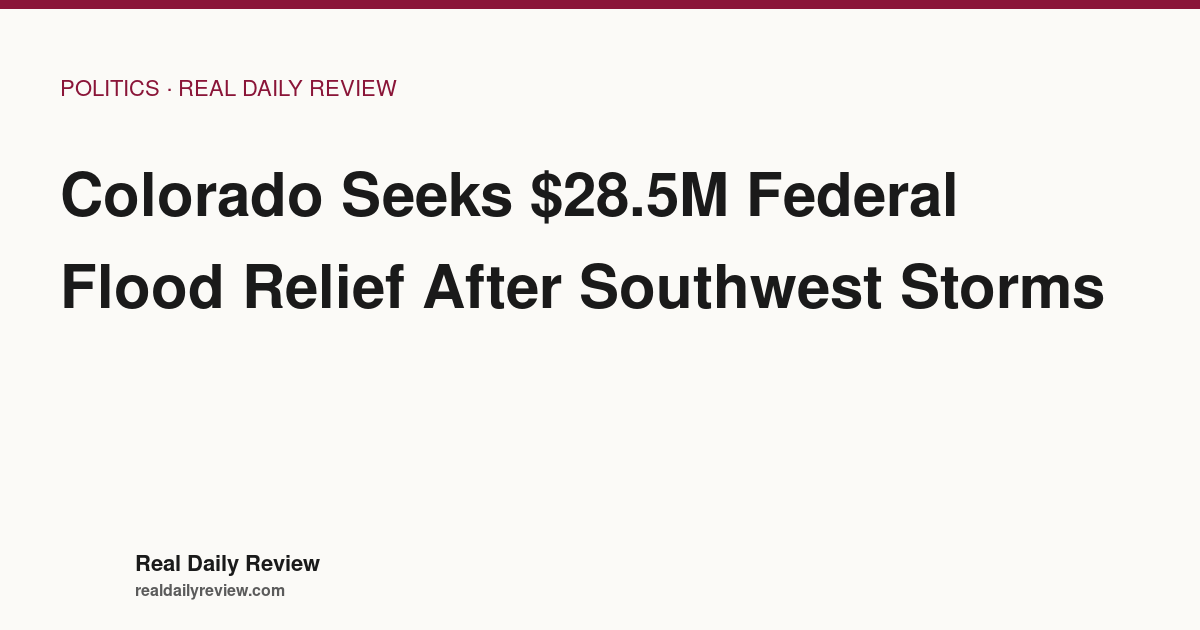 POLITICS · REAL DAILY REVIEW
Colorado Seeks $28.5M Federal
Flood Relief After Southwest Storms
Real Daily Review
realdailyreview.com